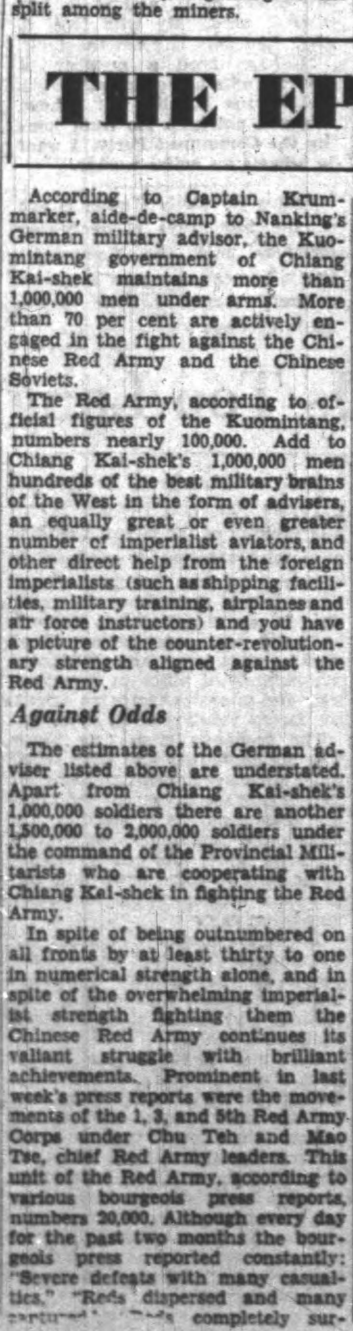 split among the miners.
THE EP
According to Captain Krum-
marker, aide-de-camp to Nanking's
German military advisor, the Kuo-
mintang government of Chiang
Kai-shek maintains more than
1,000,000 men under arms. More
than 70 per cent are actively en-
gaged in the fight against the Chi-
nese Red Army and the Chinese
Soviets.
The Red Army, according to of-
ficial figures of the Kuomintang,
numbers nearly 100,000. Add to
Chiang Kai-shek's 1,000,000 men
hundreds of the best military brains
of the West in the form of advisers,
an equally great or even greater
number of imperialist aviators, and
other direct help from the foreign
imperialists (such as shipping facili-
ties, military training, airplanes and
air force instructors) and you have
a picture of the counter-revolution-
ary strength aligned against the
Red Army.
Against Odds
The estimates of the German ad-
viser listed above are understated.
Apart from Chiang Kai-shek's
1,000,000 soldiers there are another
1,500,000 to 2,000,000 soldiers under
the command of the Provincial Mili-
tarists who are cooperating with
Chiang Kai-shek in fighting the Red
Army.
In spite of being outnumbered on
all fronts by at least thirty to one
in numerical strength alone, and in
spite of the overwhelming imperial-
ist strength fighting them the
Chinese Red Army continues its
valiant struggle with brilliant
achievements. Prominent in last
week's press reports were the move-
ments of the 1, 3, and 5th Red Army
Corps under Chu Teh and Mao
Tse, chief Red Army leaders. This
unit of the Red Army, according to
various bourgeois press reports,
numbers 20,000. Although every day
for the past two months the bour-
geois press reported constantly:
"Severe defeats with many casual-
ties," "Reds dispersed and many
completely sur-